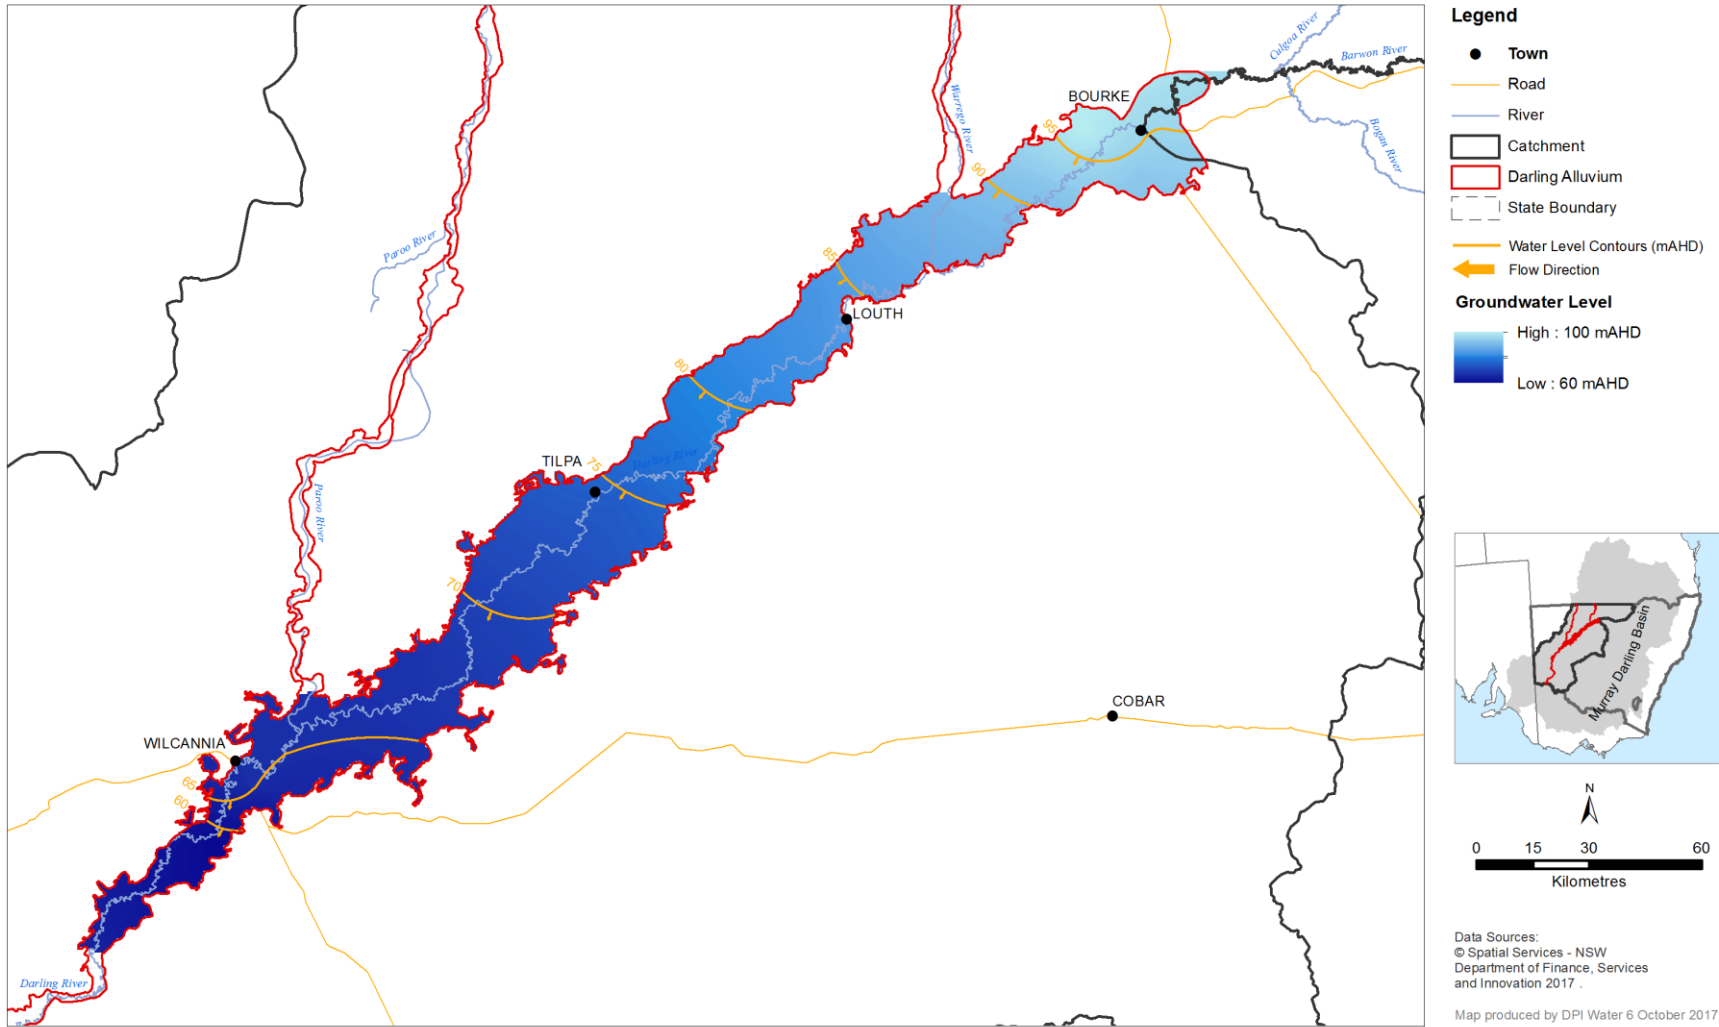 Culgoa River
Barwon River
BOURKE
95
Warrego River
Bogan River
90
Paroo River
85
LOUTH
80
TILPA
75
Darling River
Paroo River
70
COBAR
WILCANNIA
65
60
Darling River
Legend
Town
Road
River
Catchment
Darling Alluvium
State Boundary
Water Level Contours (mAHD)
Flow Direction
Groundwater Level
High : 100 mAHD
Low : 60 mAHD
Murray Darling Basin
N
0 15 30 60
Kilometres
Data Sources:
© Spatial Services - NSW
Department of Finance, Services
and Innovation 2017 .
Map produced by DPI Water 6 October 2017